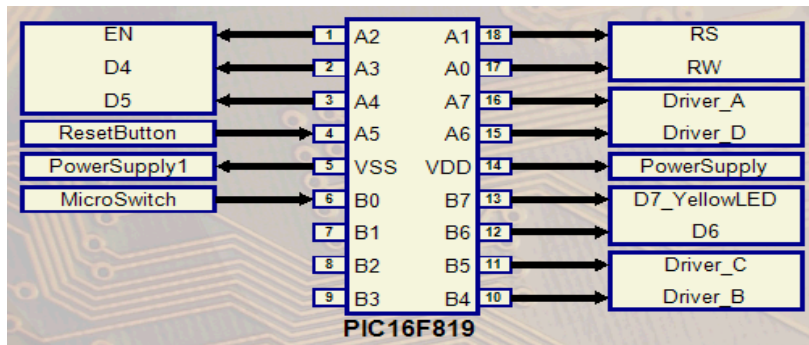 EN 1 A2 A1 18 RS
D4 2 A3 A0 17 RW
D5 3 A4 A7 16 Driver_A
ResetButton 4 A5 A6 15 Driver_D
PowerSupply1 5 VSS VDD 14 PowerSupply
MicroSwitch 6 B0 B7 13 D7_YellowLED
7 B1 B6 12 D6
8 B2 B5 11 Driver_C
9 B3 B4 10 Driver_B
PIC16F819